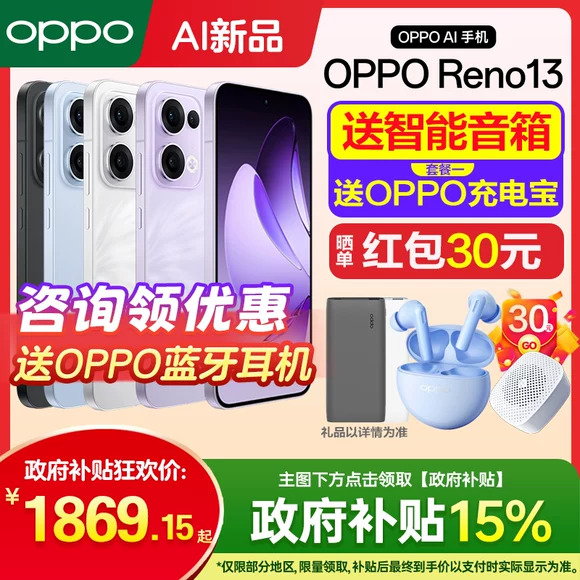 oppo
AI新品
OPPO AI 手机
OPPO Reno13
送智能音箱
套餐一
送OPPO充电宝
晒单
红包30元
咨询领优惠
送OPPO蓝牙耳机
oppo
oppo
30元
GO
礼品以详情为准
政府补贴狂欢价:
¥1869.15起
主图下方点击领取【政府补贴】
政府补贴15%
*仅限部分地区,限量领取,补贴后最终到手价以支付时实际显示为准。